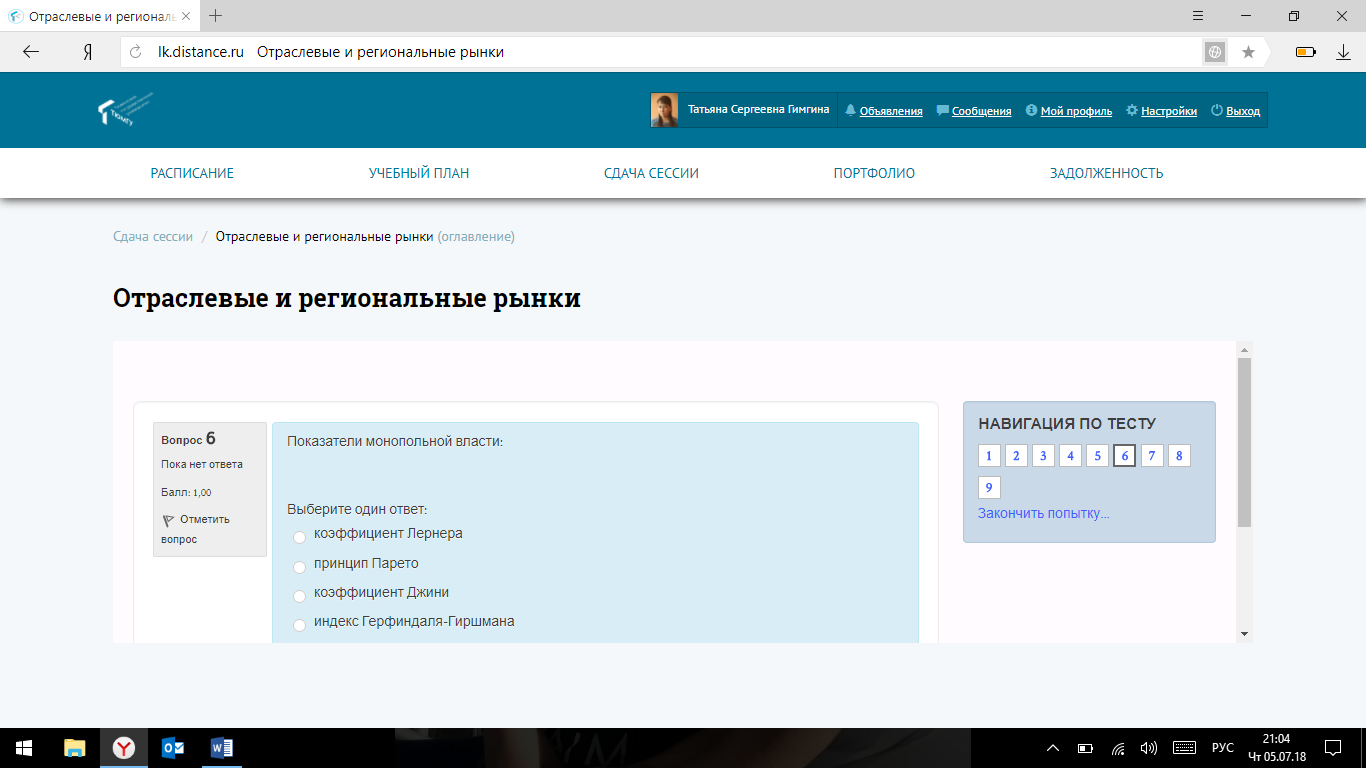 Отраслевые и регионалы
lk.distance.ru Отраслевые и региональные рынки
ТюмГУ
Татьяна Сергеевна Гимгина Объявления Сообщения Мой профиль Настройки Выход
РАСПИСАНИЕ УЧЕБНЫЙ ПЛАН СДАЧА СЕССИИ ПОРТФОЛИО ЗАДОЛЖЕННОСТЬ
Сдача сессии / Отраслевые и региональные рынки (оглавление)
Отраслевые и региональные рынки
Вопрос 6
Пока нет ответа
Балл: 1,00
Отметить
вопрос
Показатели монопольной власти:
Выберите один ответ:
коэффициент Лернера
принцип Парето
коэффициент Джини
индекс Герфиндаля-Гиршмана
НАВИГАЦИЯ ПО ТЕСТУ
1 2 3 4 5 6 7 8
9
Закончить попытку...
РУС
21:04
Чт 05.07.18